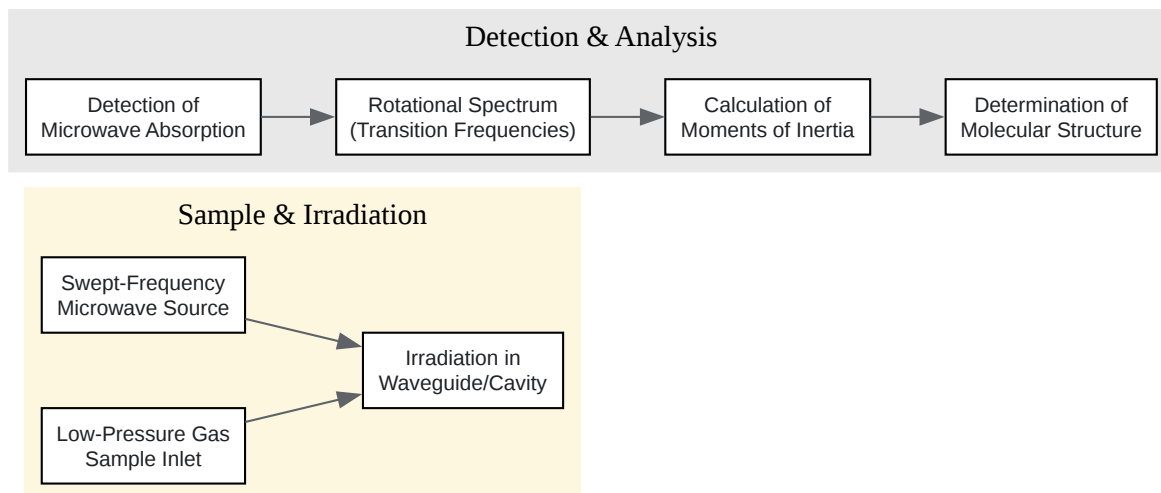 Detection & Analysis
Detection of
Microwave Absorption
Rotational Spectrum
(Transition Frequencies)
Calculation of
Moments of Inertia
Determination of
Molecular Structure
Sample & Irradiation
Swept-Frequency
Microwave Source
Irradiation in
Waveguide/Cavity
Low-Pressure Gas
Sample Inlet